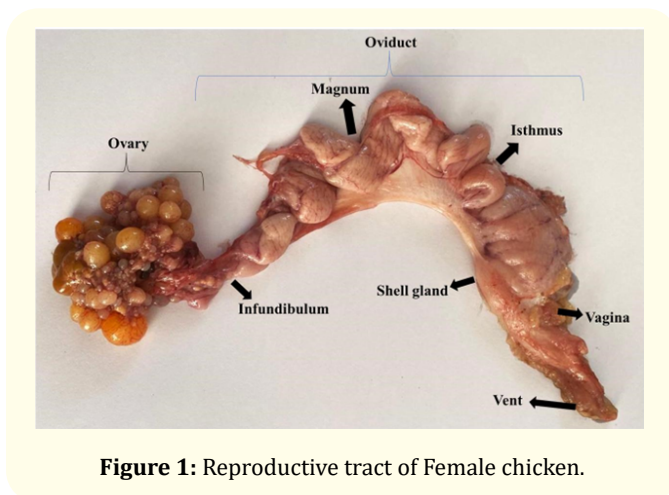 Oviduct
Magnum
Isthmus
Ovary
Shell gland
Infundibulum
Vagina
Vent
Figure 1: Reproductive tract of Female chicken.